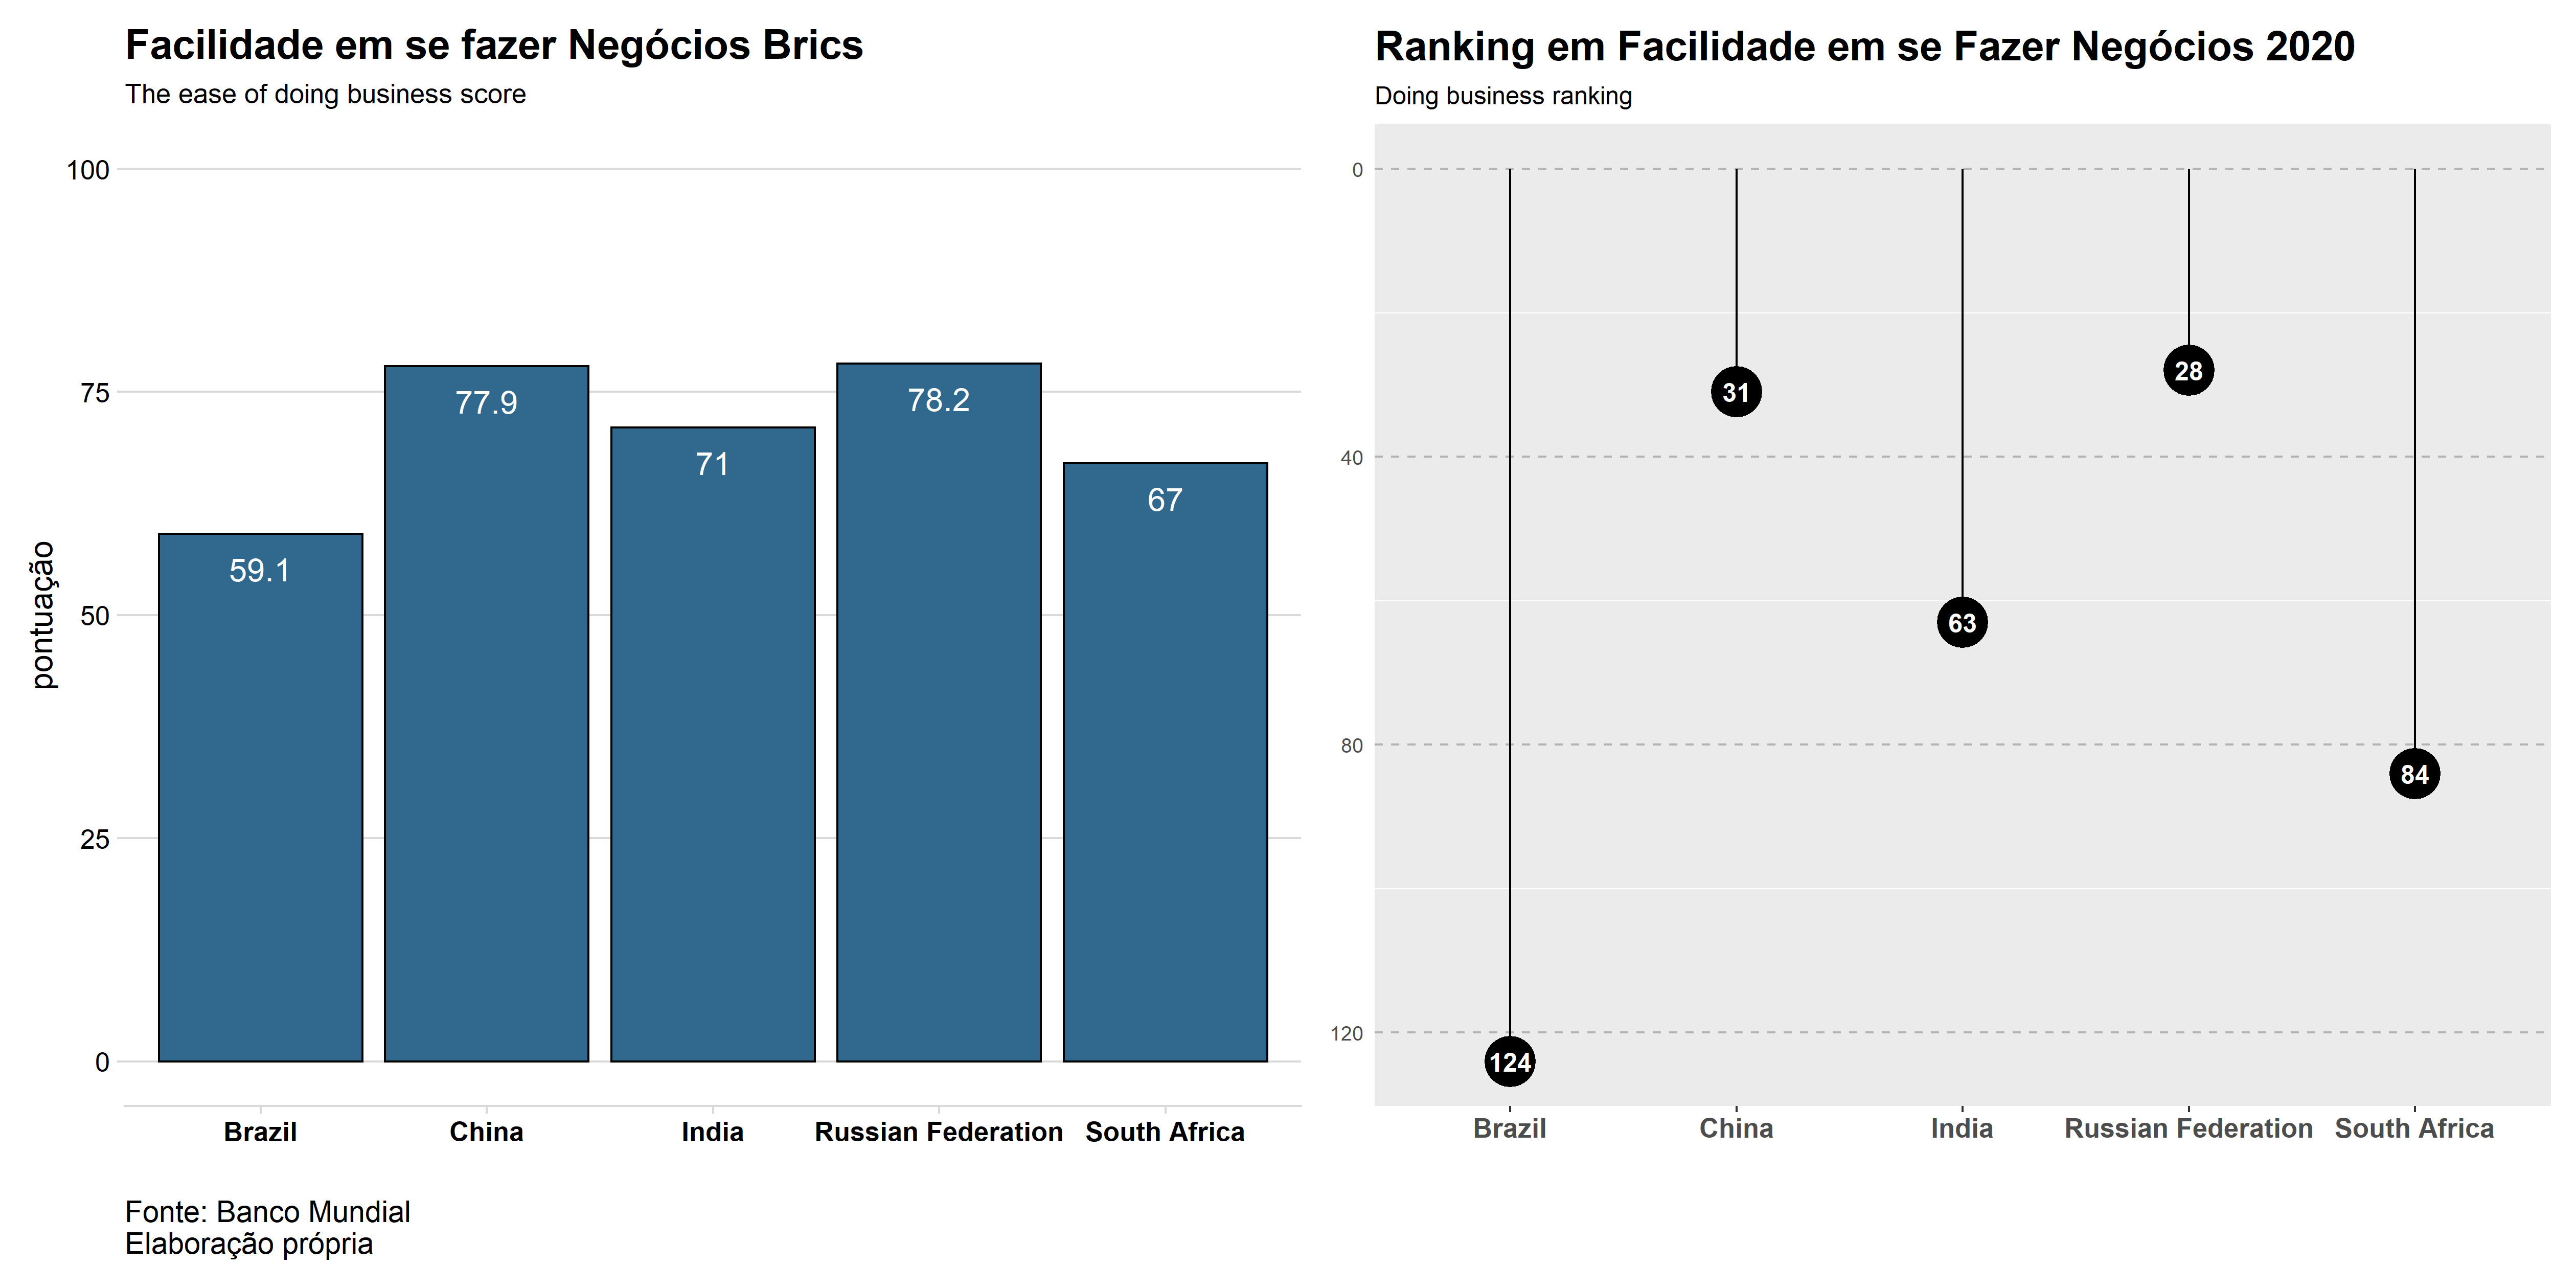 Facilidade em se fazer Negócios Brics
The ease of doing business score
pontuação
100
75
50
25
0
59.1
77.9
71
78.2
67
Brazil
China
India
Russian Federation
South Africa
Fonte: Banco Mundial
Elaboração própria
Ranking em Facilidade em se Fazer Negócios 2020
Doing business ranking
0
40
80
120
124
31
63
28
84
Brazil
China
India
Russian Federation
South Africa